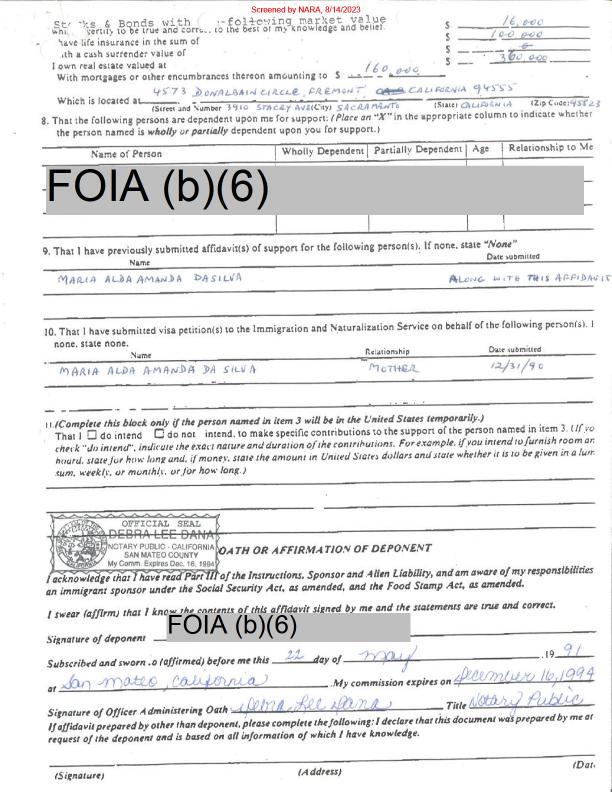 Screened by NARA, 8/14/2023
Stocks & Bonds with following market value $ 16,000
certify to be true and correct to the best of my knowledge and belief.
have life insurance in the sum of $ 100,000
with a cash surrender value of $ 0
I own real estate valued at $ 360,000
With mortgages or other encumbrances thereon amounting to $ 160,000
4573 DONALBAIN CIRCLE, FREMONT, CALIFORNIA 94555
Which is located at
(Street and Number 3910 STACEY AVE (City) SACRAMENTO (State) CALIFORNIA (Zip Code) 95823
8. That the following persons are dependent upon me for support: (Place an "X" in the appropriate column to indicate whether
the person named is wholly or partially dependent upon you for support.)
Name of Person Wholly Dependent Partially Dependent Age Relationship to Me
FOIA (b)(6)
9. That I have previously submitted affidavit(s) of support for the following person(s). If none, state "None"
Name Date submitted
MARIA ALDA AMANDA DASILVA ALONG WITH THIS AFFIDAVIT
10. That I have submitted visa petition(s) to the Immigration and Naturalization Service on behalf of the following person(s). I
none, state none.
Name Relationship Date submitted
MARIA ALDA AMANDA DA SILVA MOTHER 12/31/90
11. (Complete this block only if the person named in item 3 will be in the United States temporarily.)
That I ☐ do intend ☐ do not intend, to make specific contributions to the support of the person named in item 3. (If yo
check "do intend", indicate the exact nature and duration of the contributions. For example, if you intend to furnish room an
board, state for how long and, if money, state the amount in United States dollars and state whether it is to be given in a lum
sum, weekly, or monthly, or for how long.)
OFFICIAL SEAL
DEBRA LEE DANA
NOTARY PUBLIC - CALIFORNIA
SAN MATEO COUNTY
My Comm. Expires Dec. 16, 1994
OATH OR AFFIRMATION OF DEPONENT
I acknowledge that I have read Part III of the Instructions, Sponsor and Alien Liability, and am aware of my responsibilities
an immigrant sponsor under the Social Security Act, as amended, and the Food Stamp Act, as amended.
I swear (affirm) that I know the contents of this affidavit signed by me and the statements are true and correct.
Signature of deponent FOIA (b)(6)
Subscribed and sworn to (affirmed) before me this 22 day of May .19 91
at San Mateo, California .My commission expires on December 16, 1994
Signature of Officer Administering Oath Debra Lee Dana Title Notary Public
If affidavit prepared by other than deponent, please complete the following: I declare that this document was prepared by me at
request of the deponent and is based on all information of which I have knowledge.
(Signature) (Address) (Dat